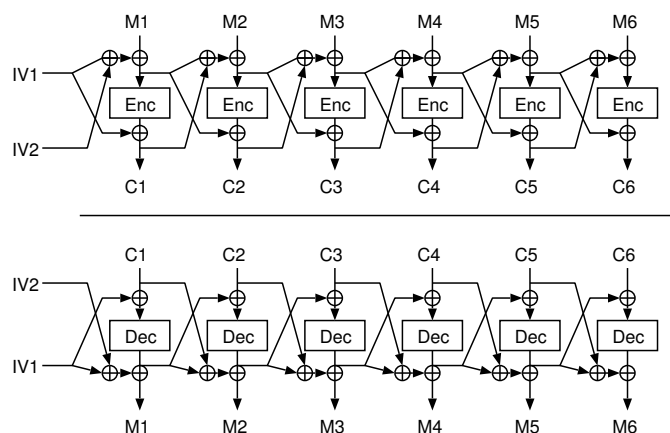 M1 M2 M3 M4 M5 M6
IV1
Enc Enc Enc Enc Enc Enc
IV2
C1 C2 C3 C4 C5 C6
C1 C2 C3 C4 C5 C6
IV2
Dec Dec Dec Dec Dec Dec
IV1
M1 M2 M3 M4 M5 M6